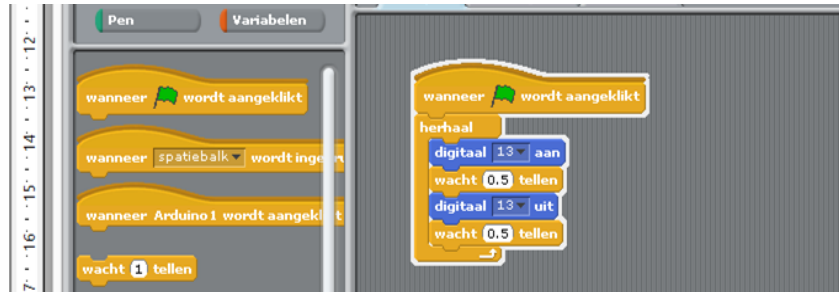 Pen
Variabelen
wanneer wordt aangeklikt
wanneer spatiebalk wordt inge
wanneer Arduino1 wordt aangekl
wacht 1 tellen
wanneer wordt aangeklikt
herhaal
digitaal 13 aan
wacht 0.5 tellen
digitaal 13 uit
wacht 0.5 tellen
12
13
14
15
16